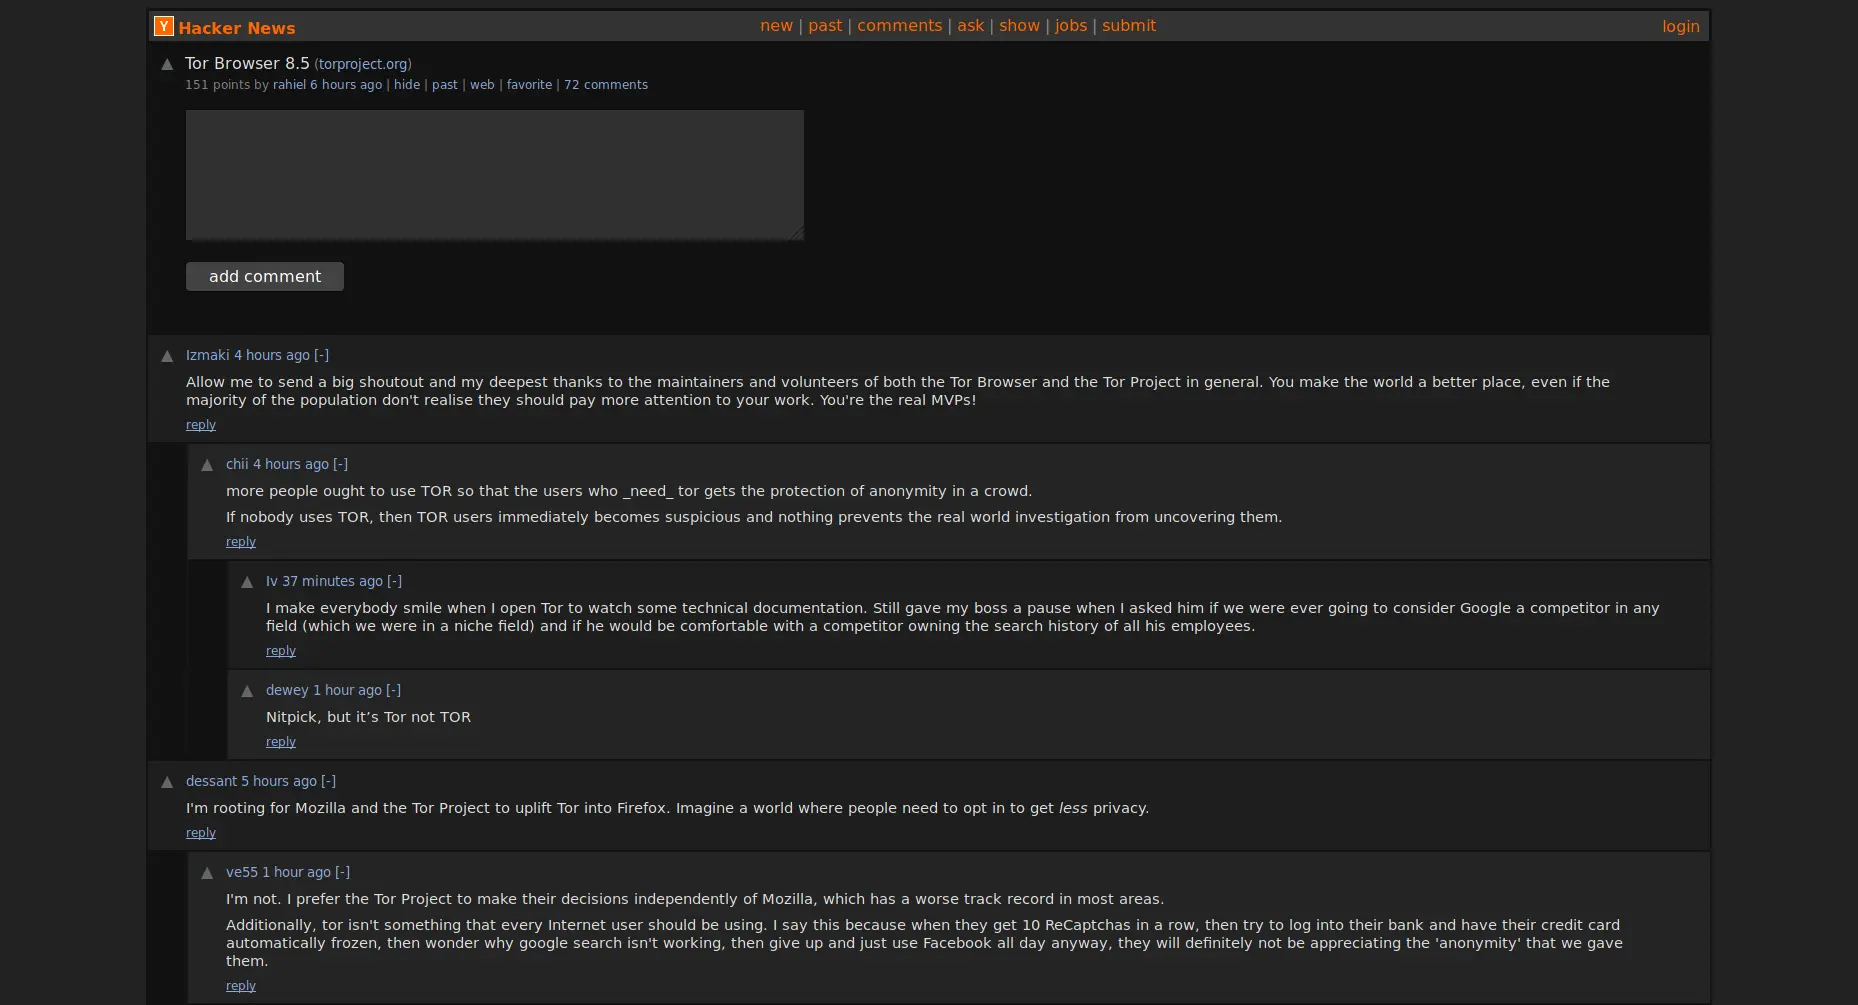 Y Hacker News new | past | comments | ask | show | jobs | submit login
▲ Tor Browser 8.5 (torproject.org)
151 points by rahiel 6 hours ago | hide | past | web | favorite | 72 comments
add comment
▲ Izmaki 4 hours ago [-]
Allow me to send a big shoutout and my deepest thanks to the maintainers and volunteers of both the Tor Browser and the Tor Project in general. You make the world a better place, even if the
majority of the population don't realise they should pay more attention to your work. You're the real MVPs!
reply
▲ chii 4 hours ago [-]
more people ought to use TOR so that the users who _need_ tor gets the protection of anonymity in a crowd.
If nobody uses TOR, then TOR users immediately becomes suspicious and nothing prevents the real world investigation from uncovering them.
reply
▲ Iv 37 minutes ago [-]
I make everybody smile when I open Tor to watch some technical documentation. Still gave my boss a pause when I asked him if we were ever going to consider Google a competitor in any
field (which we were in a niche field) and if he would be comfortable with a competitor owning the search history of all his employees.
reply
▲ dewey 1 hour ago [-]
Nitpick, but it’s Tor not TOR
reply
▲ dessant 5 hours ago [-]
I'm rooting for Mozilla and the Tor Project to uplift Tor into Firefox. Imagine a world where people need to opt in to get less privacy.
reply
▲ ve55 1 hour ago [-]
I'm not. I prefer the Tor Project to make their decisions independently of Mozilla, which has a worse track record in most areas.
Additionally, tor isn't something that every Internet user should be using. I say this because when they get 10 ReCaptchas in a row, then try to log into their bank and have their credit card
automatically frozen, then wonder why google search isn't working, then give up and just use Facebook all day anyway, they will definitely not be appreciating the 'anonymity' that we gave
them.
reply